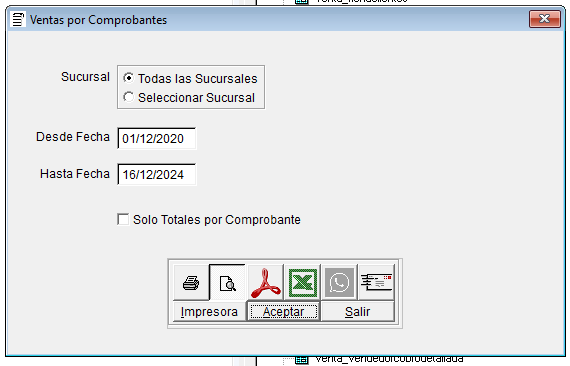 Ventas por Comprobantes
Sucursal
Todas las Sucursales
Seleccionar Sucursal
Desde Fecha 01/12/2020
Hasta Fecha 16/12/2024
Solo Totales por Comprobante
Impresora Aceptar Salir
venta_vendedorcobrodetallada